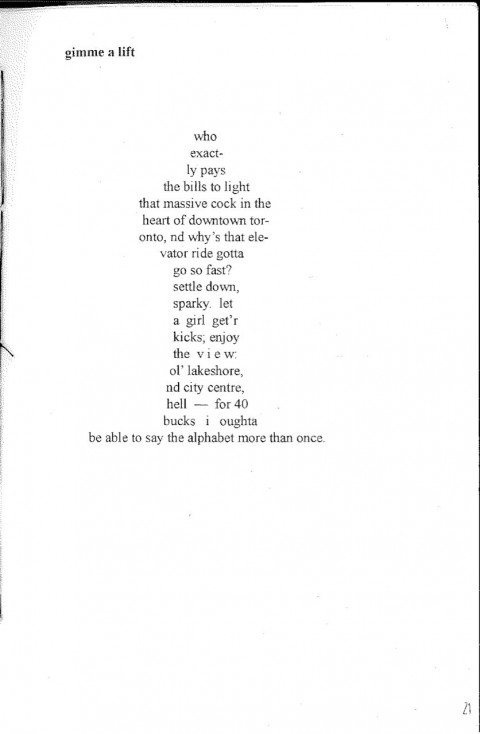 gimme a lift
who
exact-
ly pays
the bills to light
that massive cock in the
heart of downtown tor-
onto, nd why's that ele-
vator ride gotta
go so fast?
settle down,
sparky. let
a girl get'r
kicks; enjoy
the v i e w:
ol' lakeshore,
nd city centre,
hell — for 40
bucks i oughta
be able to say the alphabet more than once.
21